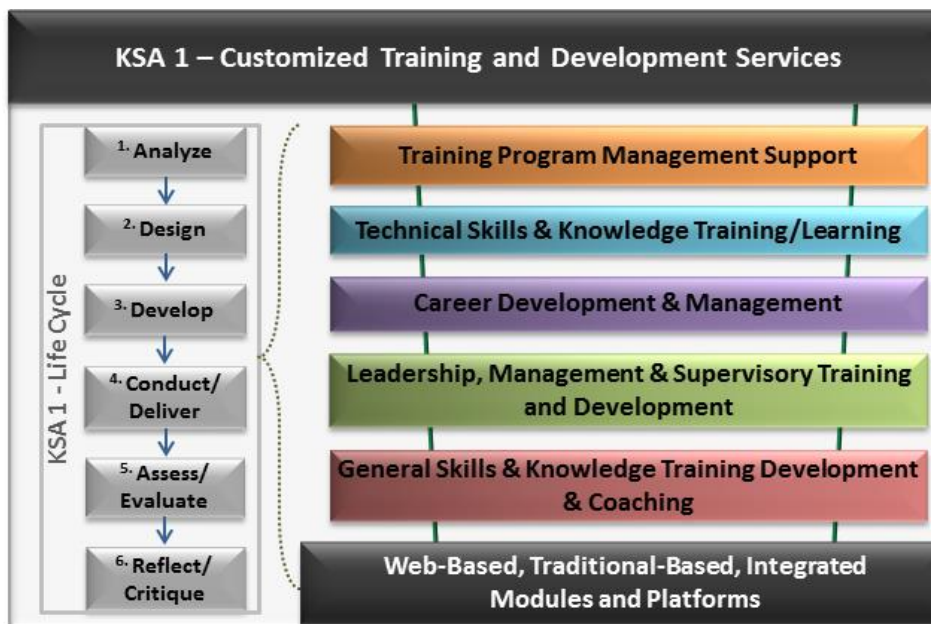 KSA 1 – Customized Training and Development Services
KSA 1 - Life Cycle
1. Analyze
2. Design
3. Develop
4. Conduct/
Deliver
5. Assess/
Evaluate
6. Reflect/
Critique
Training Program Management Support
Technical Skills & Knowledge Training/Learning
Career Development & Management
Leadership, Management & Supervisory Training
and Development
General Skills & Knowledge Training Development
& Coaching
Web-Based, Traditional-Based, Integrated
Modules and Platforms